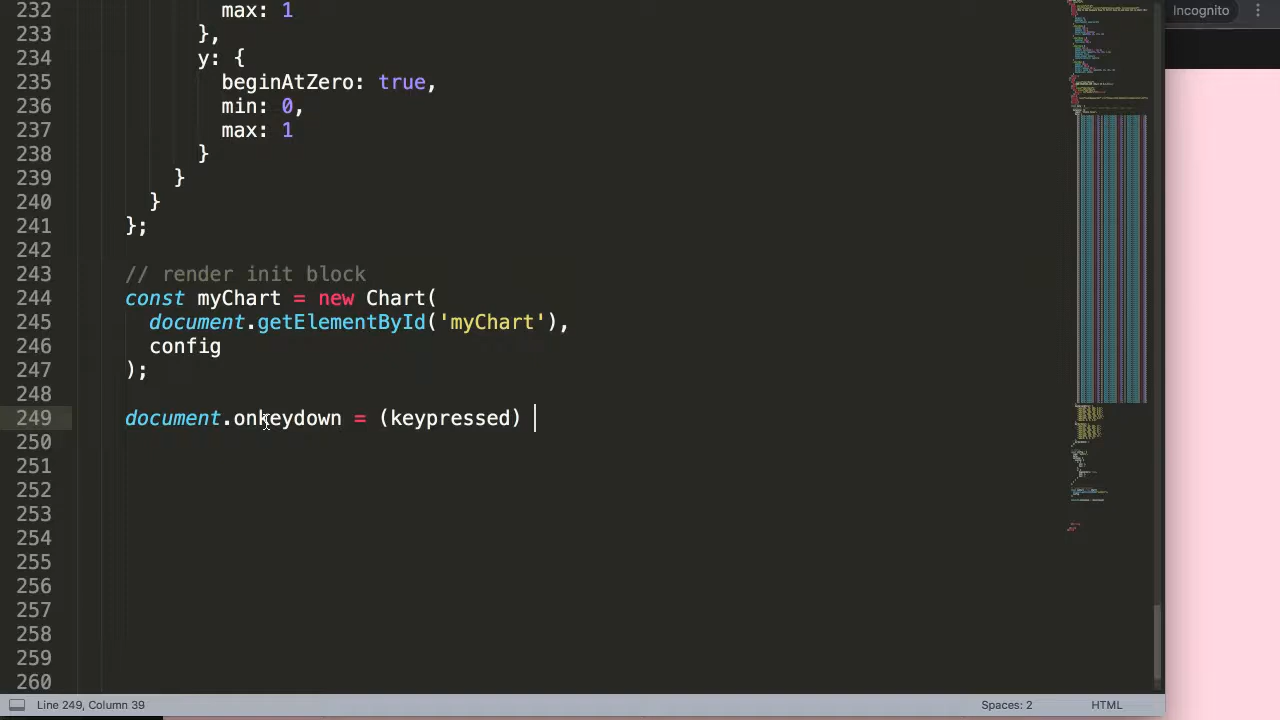 Incognito
232 max: 1
233 },
234 y: {
235 beginAtZero: true,
236 min: 0,
237 max: 1
238 }
239 }
240 }
241 };
242
243 // render init block
244 const myChart = new Chart(
245 document.getElementById('myChart'),
246 config
247 );
248
249 document.onkeydown = (keypressed)
250
251
252
253
254
255
256
257
258
259
260
Line 249, Column 39 Spaces: 2 HTML